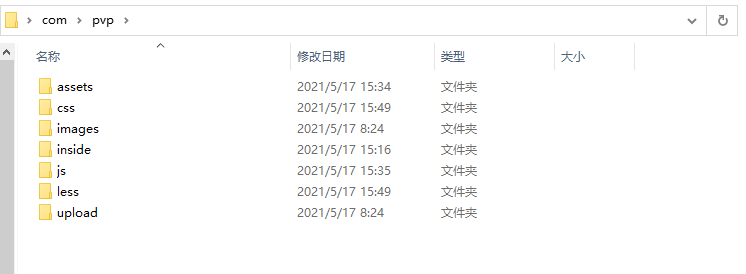 com pvp
名称 修改日期 类型 大小
assets 2021/5/17 15:34 文件夹
css 2021/5/17 15:49 文件夹
images 2021/5/17 8:24 文件夹
inside 2021/5/17 15:16 文件夹
js 2021/5/17 15:35 文件夹
less 2021/5/17 15:49 文件夹
upload 2021/5/17 8:24 文件夹